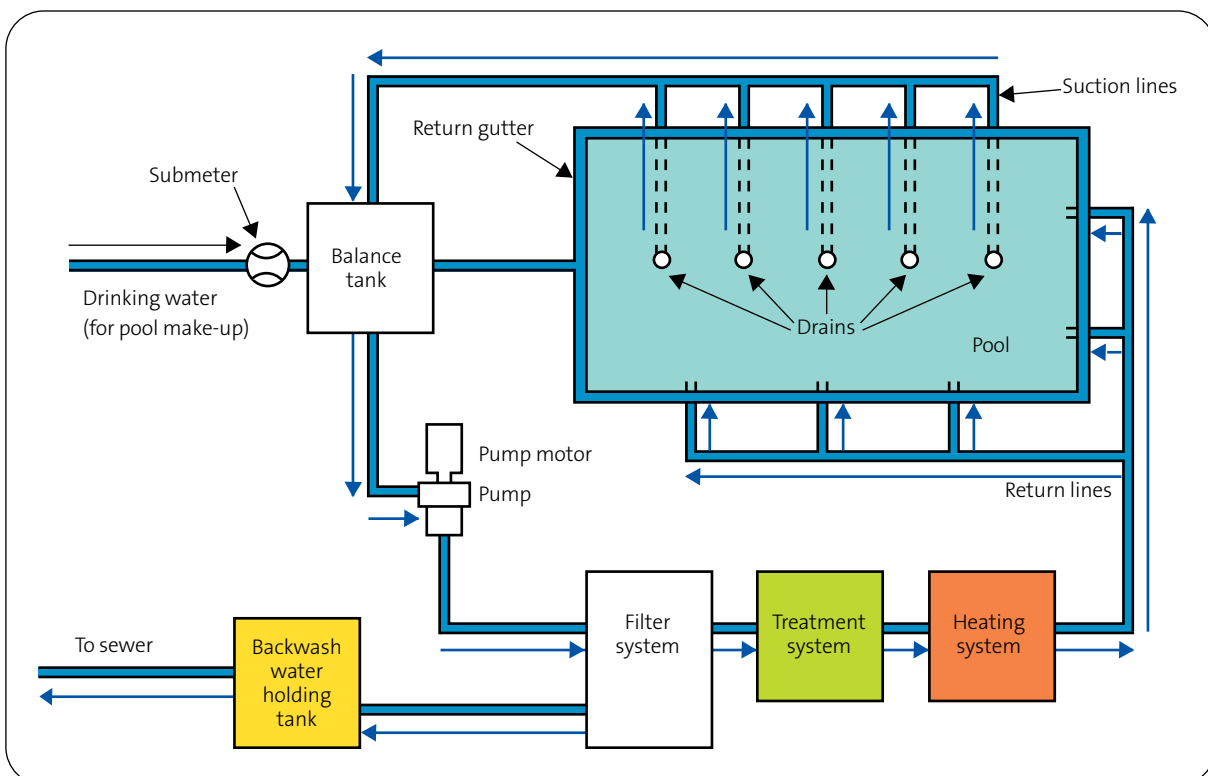 Suction lines
Return gutter
Submeter
Balance
tank
Drinking water
(for pool make-up)
Drains
Pool
Pump motor
Pump
Return lines
Filter
system
Treatment
system
Heating
system
To sewer
Backwash
water
holding
tank